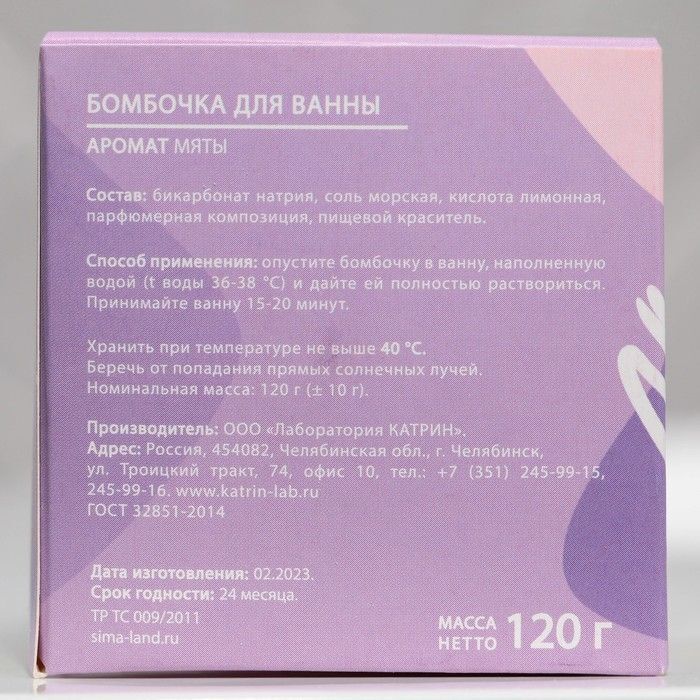 БОМБОЧКА ДЛЯ ВАННЫ
АРОМАТ МЯТЫ
Состав: бикарбонат натрия, соль морская, кислота лимонная,
парфюмерная композиция, пищевой краситель.
Способ применения: опустите бомбочку в ванну, наполненную
водой (t воды 36-38 °C) и дайте ей полностью раствориться.
Принимайте ванну 15-20 минут.
Хранить при температуре не выше 40 °C.
Беречь от попадания прямых солнечных лучей.
Номинальная масса: 120 г (± 10 г).
Производитель: ООО «Лаборатория КАТРИН».
Адрес: Россия, 454082, Челябинская обл., г. Челябинск,
ул. Троицкий тракт, 74, офис 10, тел.: +7 (351) 245-99-15,
245-99-16. www.katrin-lab.ru
ГОСТ 32851-2014
Дата изготовления: 02.2023.
Срок годности: 24 месяца.
ТР ТС 009/2011
sima-land.ru
МАССА
НЕТТО 120 г